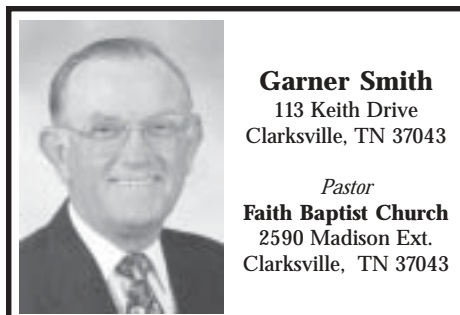 Garner Smith
113 Keith Drive
Clarksville, TN 37043
Pastor
Faith Baptist Church
2590 Madison Ext.
Clarksville,  TN 37043